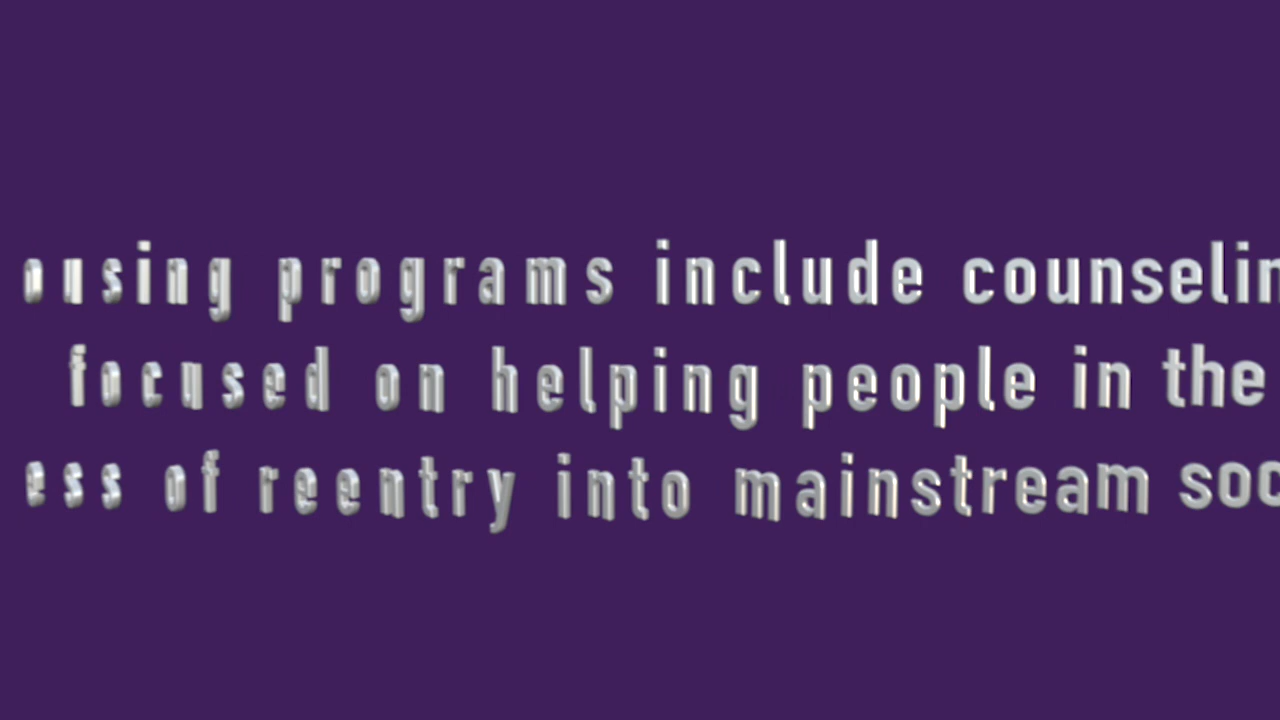 ousing programs include counselin
focused on helping people in the
ess of reentry into mainstream soc